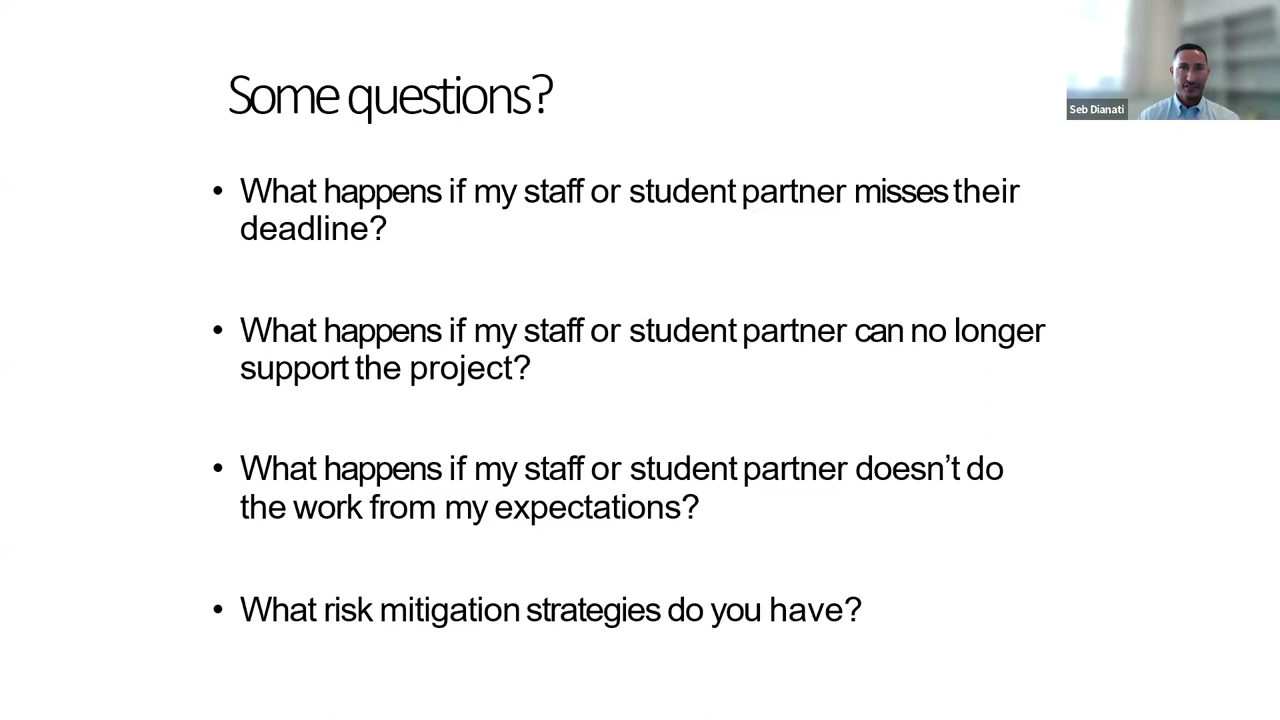 Some questions?
Seb Dianati
• What happens if my staff or student partner misses their
deadline?
• What happens if my staff or student partner can no longer
support the project?
• What happens if my staff or student partner doesn’t do
the work from my expectations?
• What risk mitigation strategies do you have?